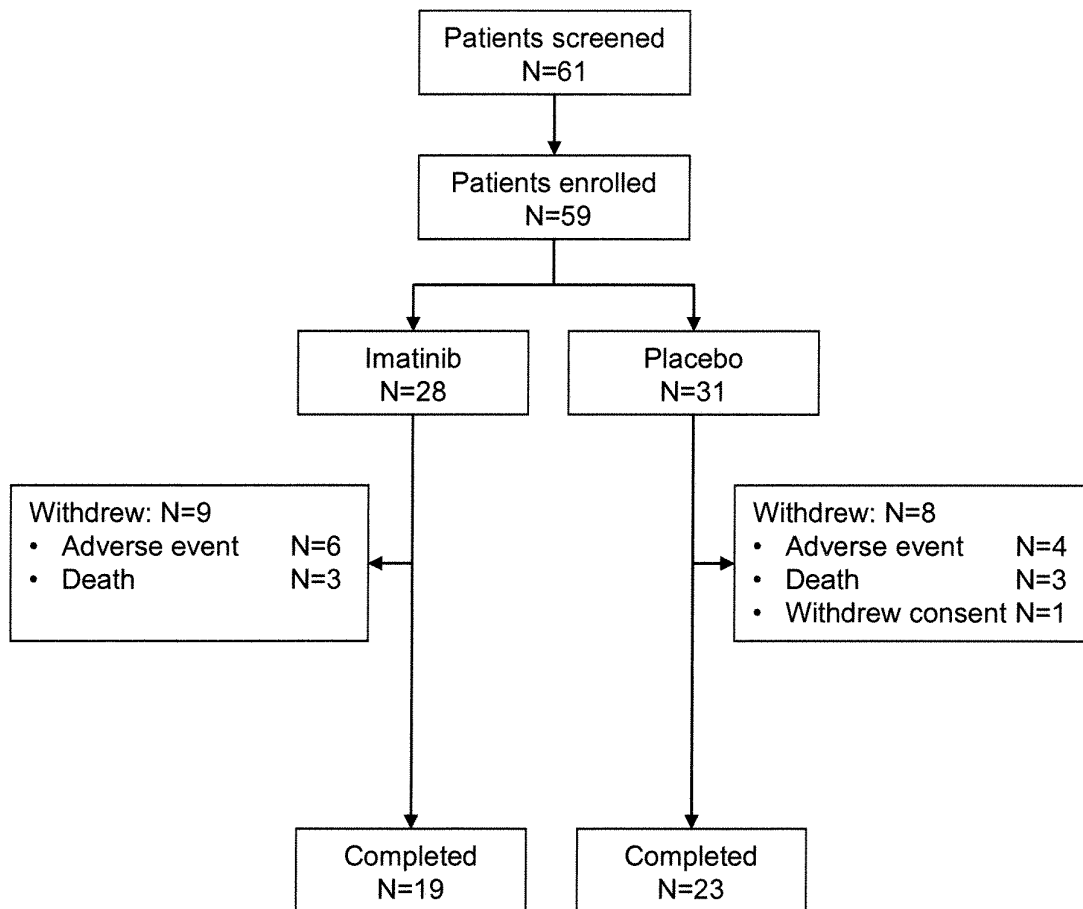 Patients screened
N=61
Patients enrolled
N=59
Imatinib
N=28
Placebo
N=31
Withdrew: N=9
• Adverse event N=6
• Death N=3
Withdrew: N=8
• Adverse event N=4
• Death N=3
• Withdrew consent N=1
Completed
N=19
Completed
N=23